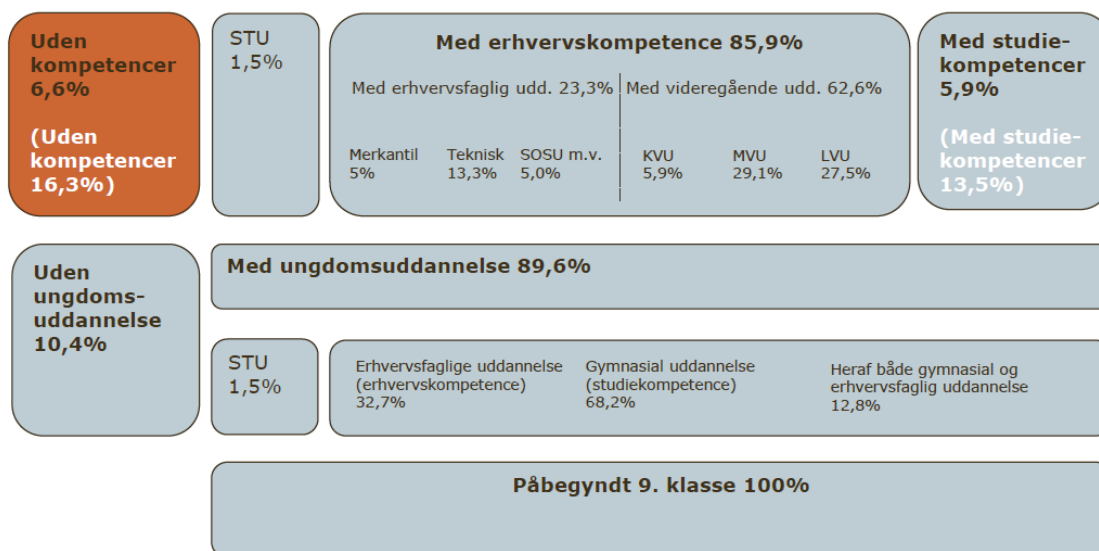 Uden
kompetencer
6,6%
(Uden
kompetencer
16,3%)
STU
1,5%
Med erhvervskompetence 85,9%
Med erhvervsfaglig udd. 23,3%
Med videregående udd. 62,6%
Merkantil
5%
Teknisk
13,3%
SOSU m.v.
5,0%
KVU
5,9%
MVU
29,1%
LVU
27,5%
Med studie-
kompetencer
5,9%
(Med studie-
kompetencer
13,5%)
Uden
ungdoms-
uddannelse
10,4%
Med ungdomsuddannelse 89,6%
STU
1,5%
Erhvervsfaglige uddannelse
(erhvervskompetence)
32,7%
Gymnasial uddannelse
(studiekompetence)
68,2%
Heraf både gymnasial og
erhvervsfaglig uddannelse
12,8%
Påbegyndt 9. klasse 100%